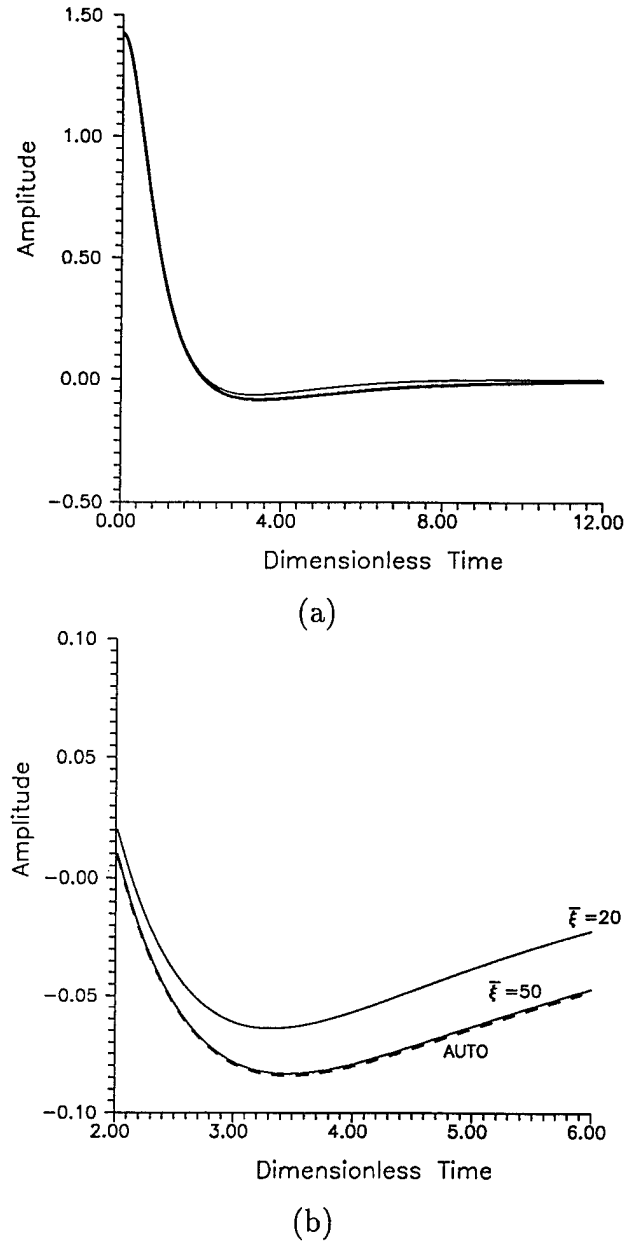 1.50
1.00
0.50
0.00
−0.50
Amplitude
0.00 4.00 8.00 12.00
Dimensionless Time
(a)
0.10
0.05
−0.00
−0.05
−0.10
Amplitude
ξ̄ =20
ξ̄ =50
AUTO
2.00 3.00 4.00 5.00 6.00
Dimensionless Time
(b)